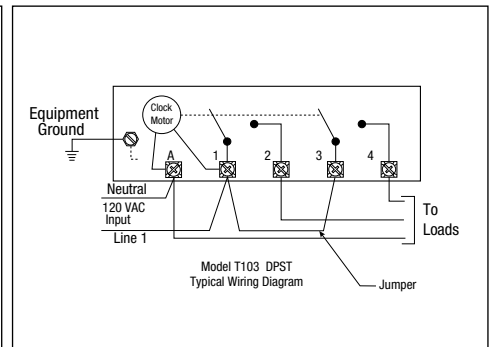 Equipment
Ground
Clock
Motor
A 1 2 3 4
Neutral
120 VAC
Input
Line 1
To
Loads
Model T103 DPST
Typical Wiring Diagram
Jumper